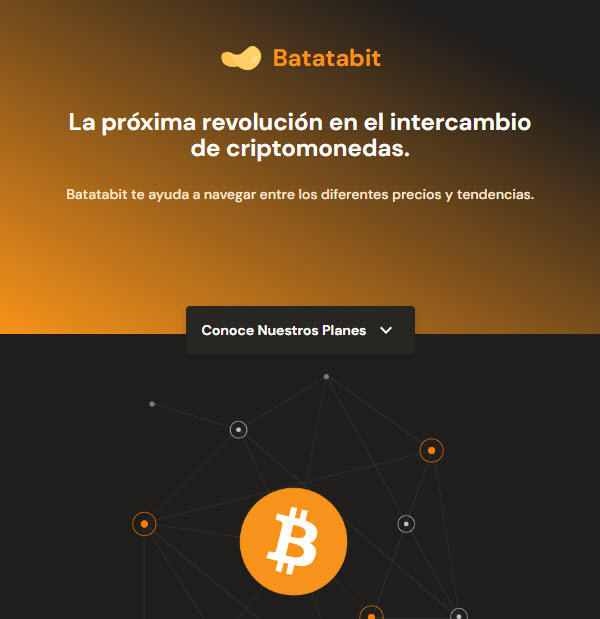 Batatabit
La próxima revolución en el intercambio
de criptomonedas.
Batatabit te ayuda a navegar entre los diferentes precios y tendencias.
Conoce Nuestros Planes